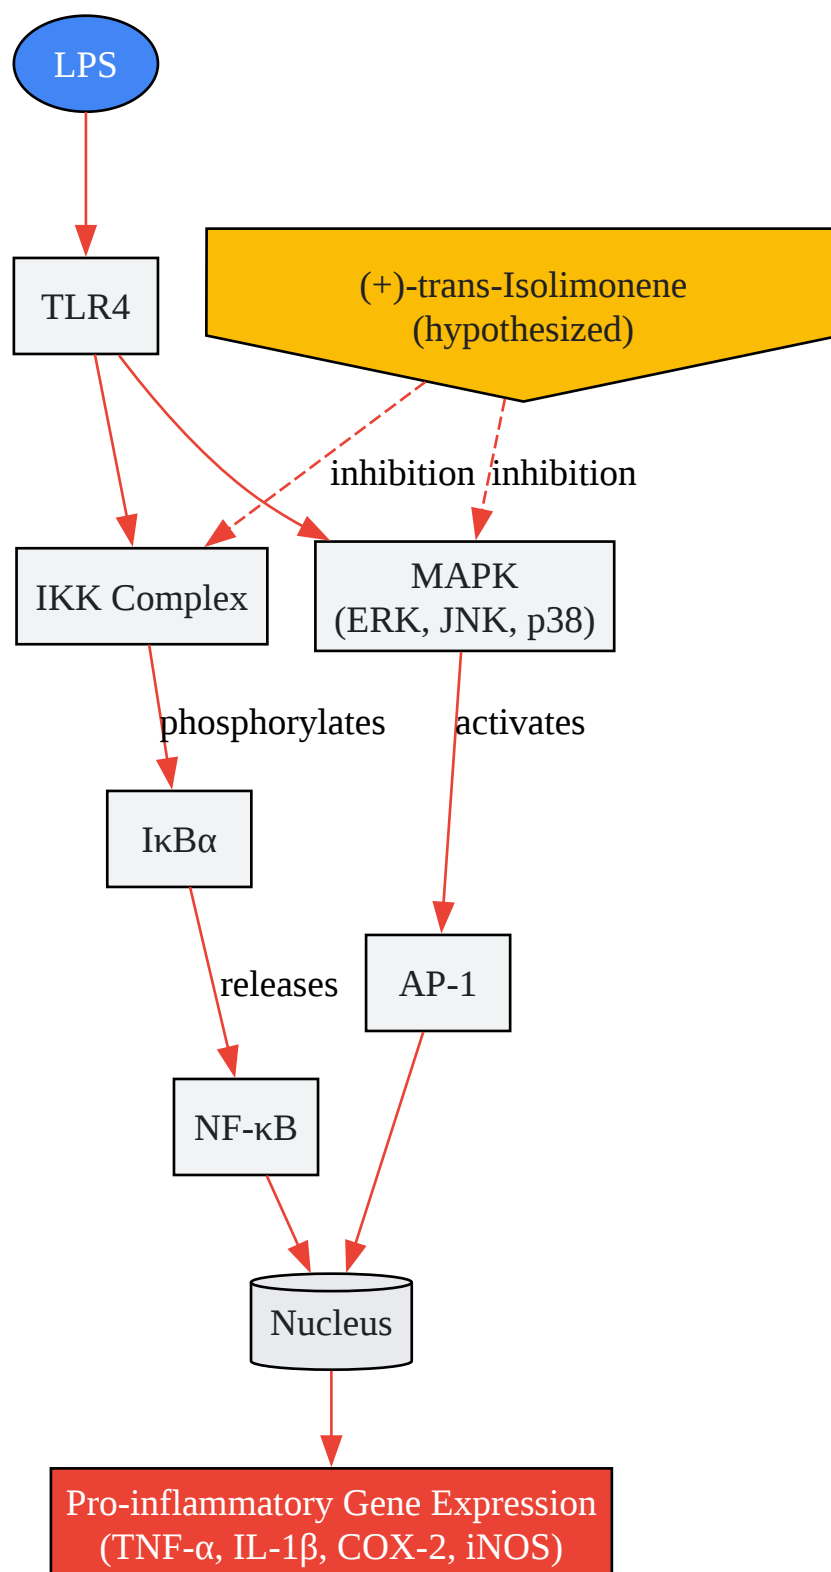 LPS
TLR4
(+)-trans-Isolimonene
(hypothesized)
inhibition
inhibition
IKK Complex
MAPK
(ERK, JNK, p38)
phosphorylates
activates
IκBα
releases
AP-1
NF-κB
Nucleus
Pro-inflammatory Gene Expression
(TNF-α, IL-1β, COX-2, iNOS)